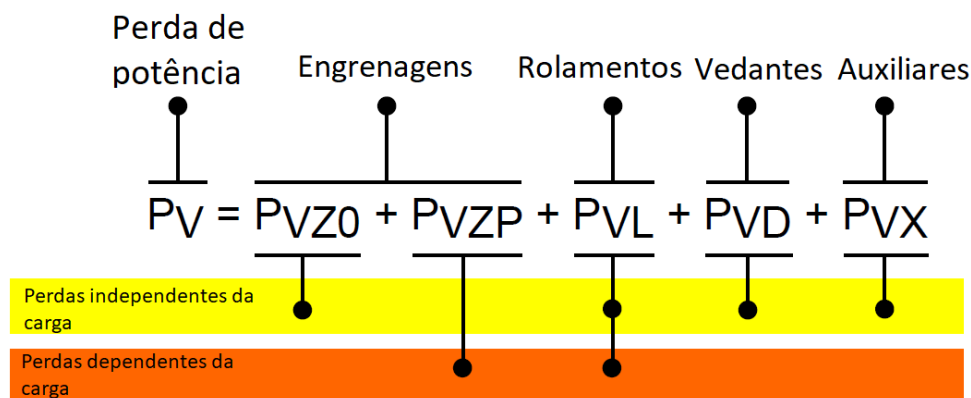 Perda de
potência
Engrenagens
Rolamentos
Vedantes
Auxiliares
PV = PVZ0 + PVZP + PVL + PVD + PVX
Perdas independentes da
carga
Perdas dependentes da
carga